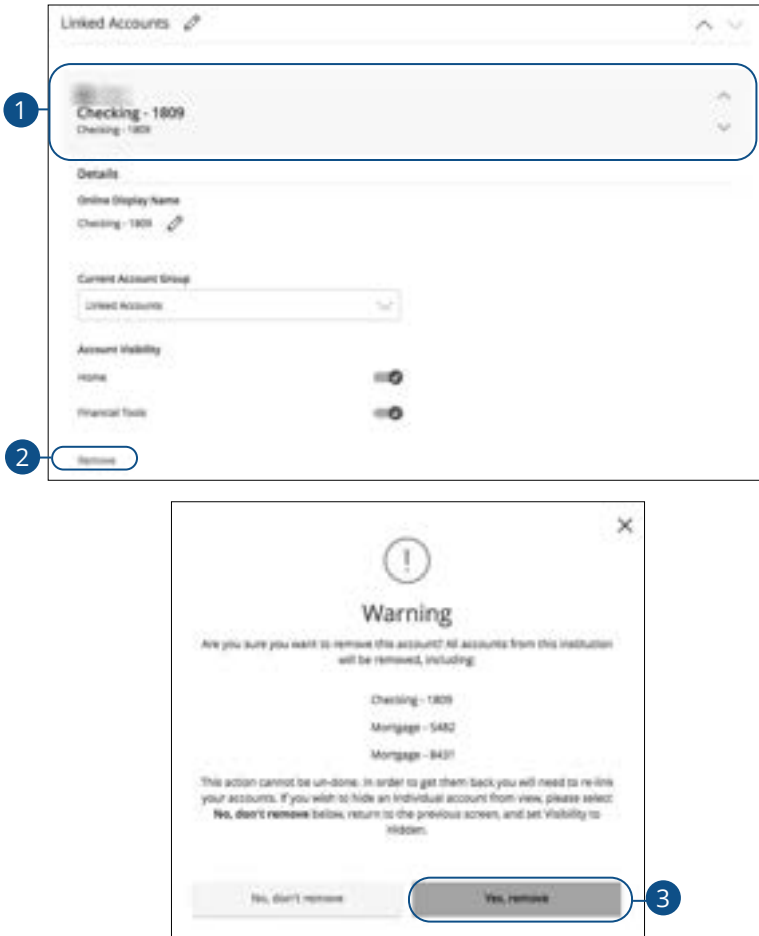 Linked Accounts
1
Checking - 1809
Checking - 1809
Details
Online Display Name
Checking - 1809
Current Account Group
Linked Accounts
Account Visibility
Home
Financial Tools
2
Remove
!
Warning
Are you sure you want to remove this account? All accounts from this institution
will be removed, including:
Checking - 1809
Mortgage - 5482
Mortgage - 8431
This action cannot be un-done. In order to get them back you will need to re-link
your accounts. If you wish to hide an individual account from view, please select
No, don't remove below, return to the previous screen, and set Visibility to
Hidden.
No, don't remove
Yes, remove
3